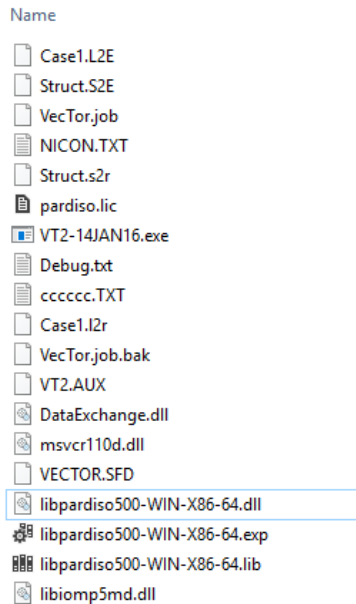 Name
Case1.L2E
Struct.S2E
VecTor.job
NICON.TXT
Struct.s2r
pardiso.lic
VT2-14JAN16.exe
Debug.txt
cccccc.TXT
Case1.l2r
VecTor.job.bak
VT2.AUX
DataExchange.dll
msvcr110d.dll
VECTOR.SFD
libpardiso500-WIN-X86-64.dll
libpardiso500-WIN-X86-64.exp
libpardiso500-WIN-X86-64.lib
libiomp5md.dll